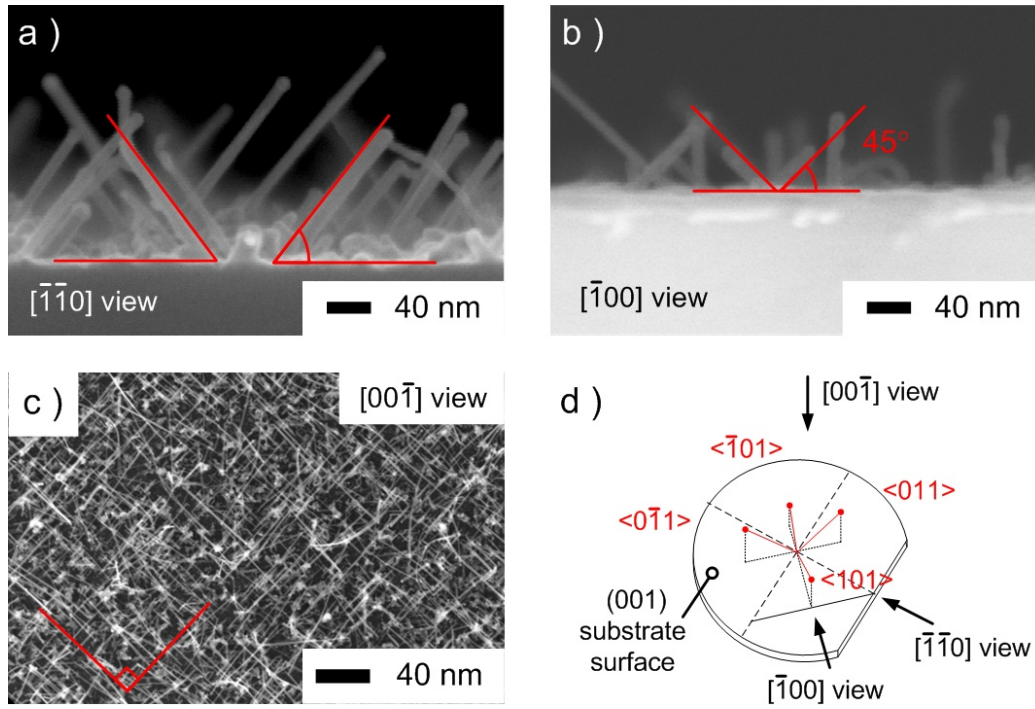 a )
[1̅1̅0] view
40 nm
b )
45°
[1̅00] view
40 nm
c )
[001̅] view
40 nm
d )
[001̅] view
<1̅01>
<011>
<01̅1>
<101>
(001)
substrate
surface
[1̅1̅0] view
[1̅00] view